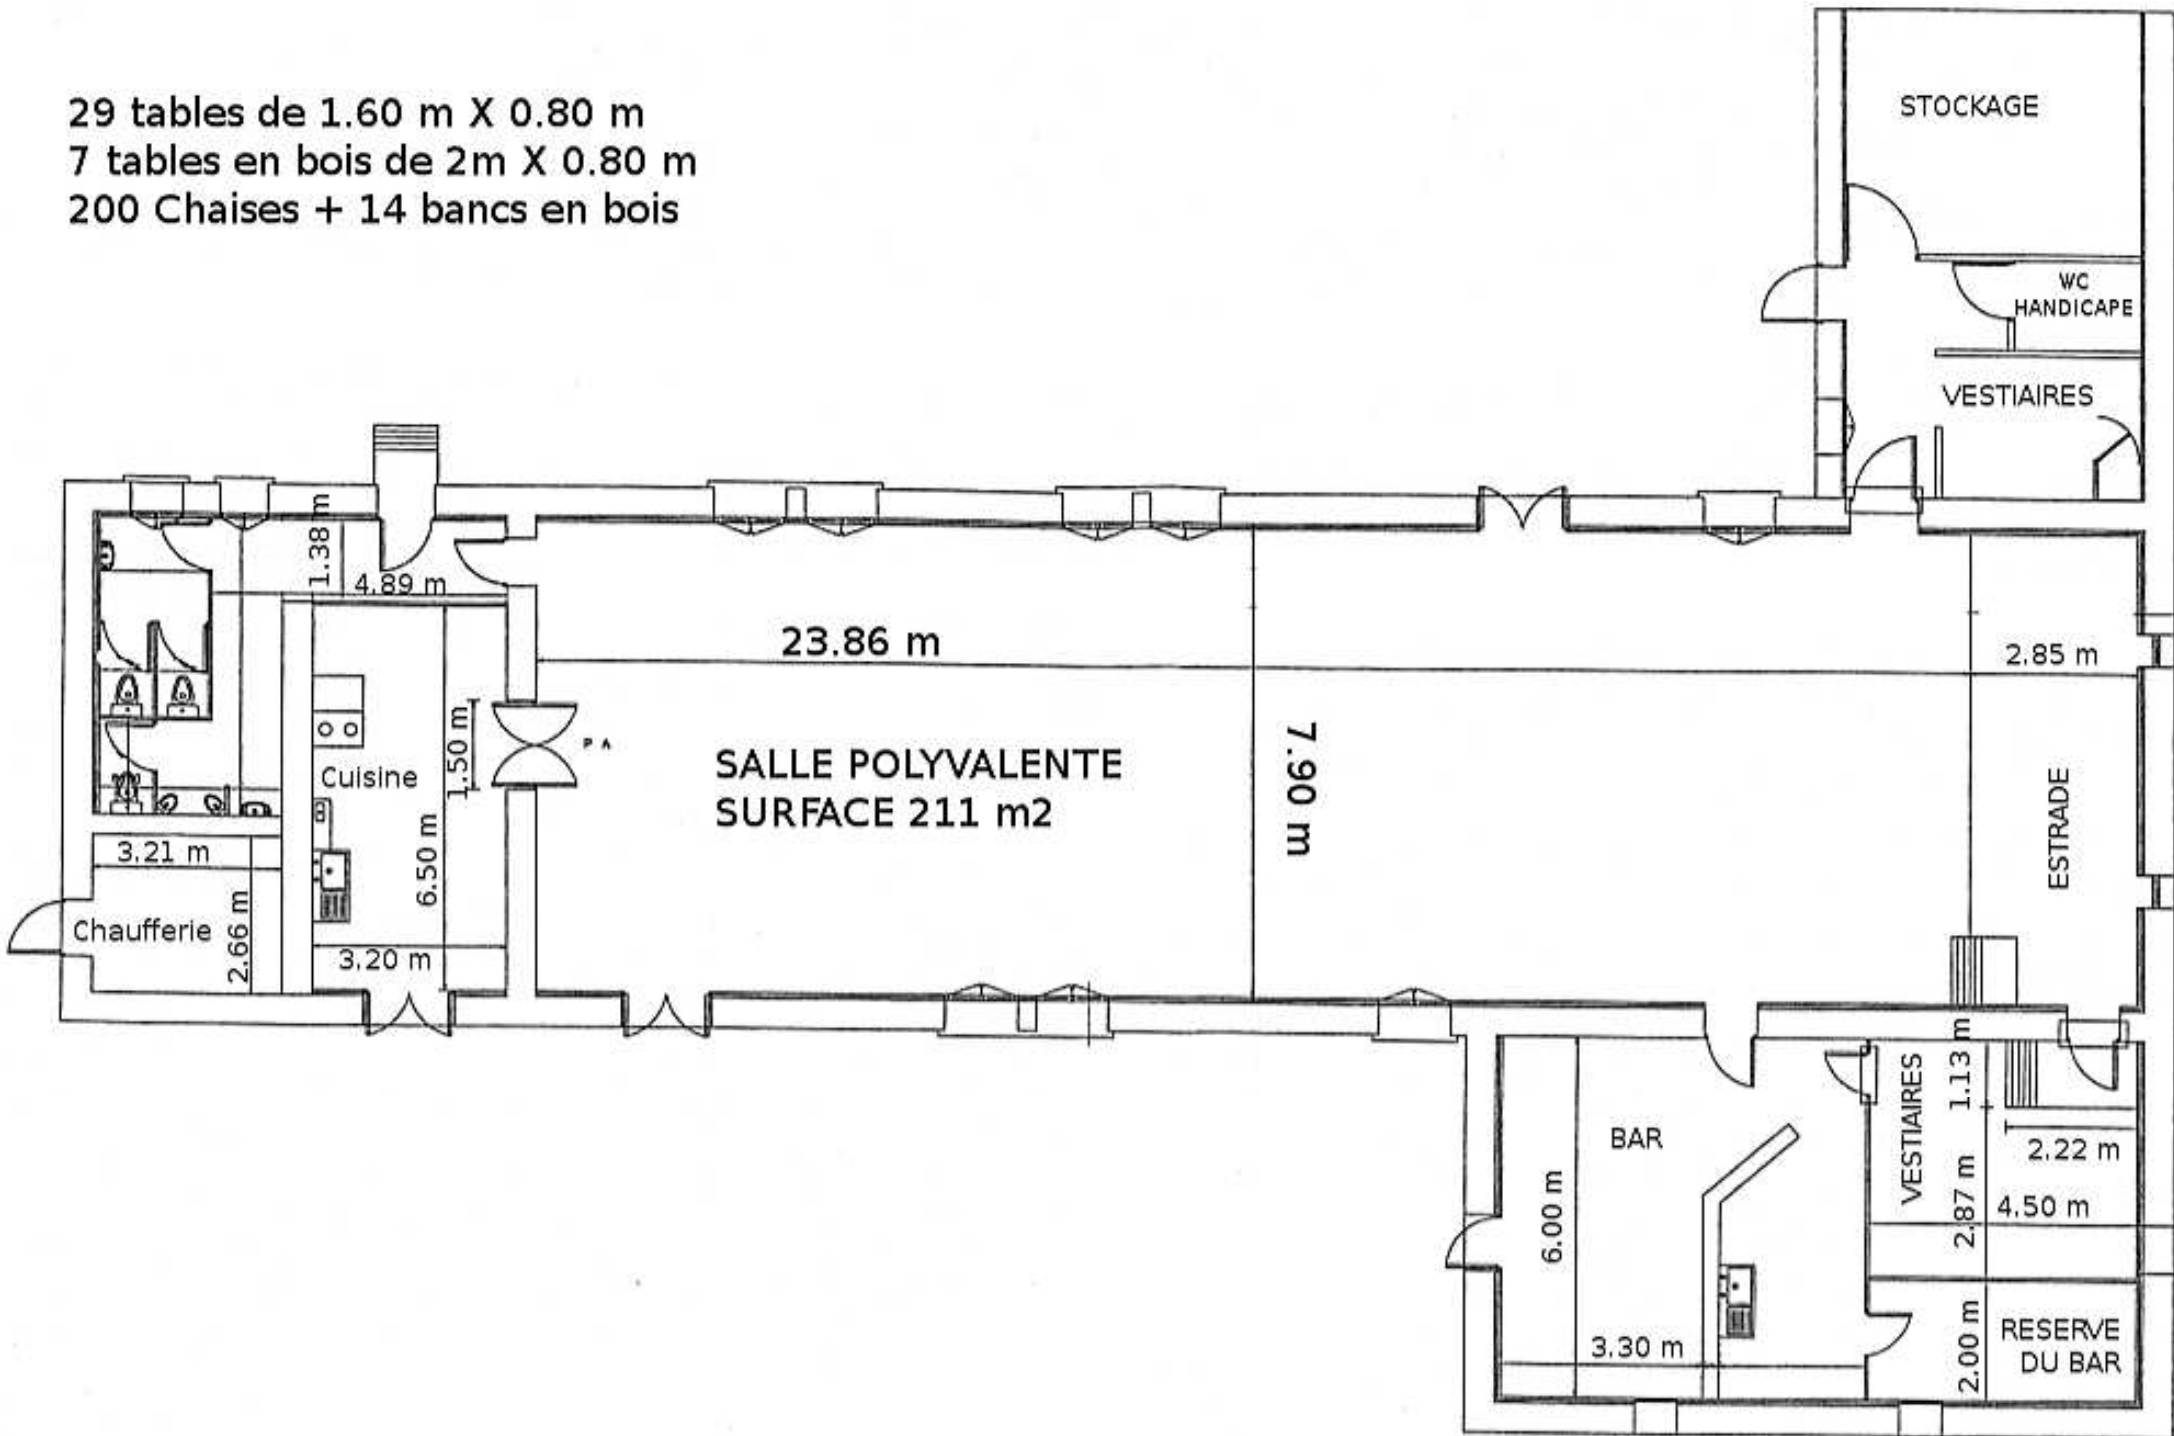 29 tables de 1.60 m X 0.80 m
7 tables en bois de 2m X 0.80 m
200 Chaises + 14 bancs en bois
STOCKAGE
WC
HANDICAPE
VESTIAIRES
1.38 m
4.89 m
23.86 m
2.85 m
1.50 m
P A
Cuisine
SALLE POLYVALENTE
SURFACE 211 m2
7.90 m
ESTRADE
3.21 m
6.50 m
Chaufferie
2.66 m
3.20 m
VESTIAIRES
1.13 m
BAR
2.22 m
2.87 m
4.50 m
6.00 m
3.30 m
2.00 m
RESERVE
DU BAR